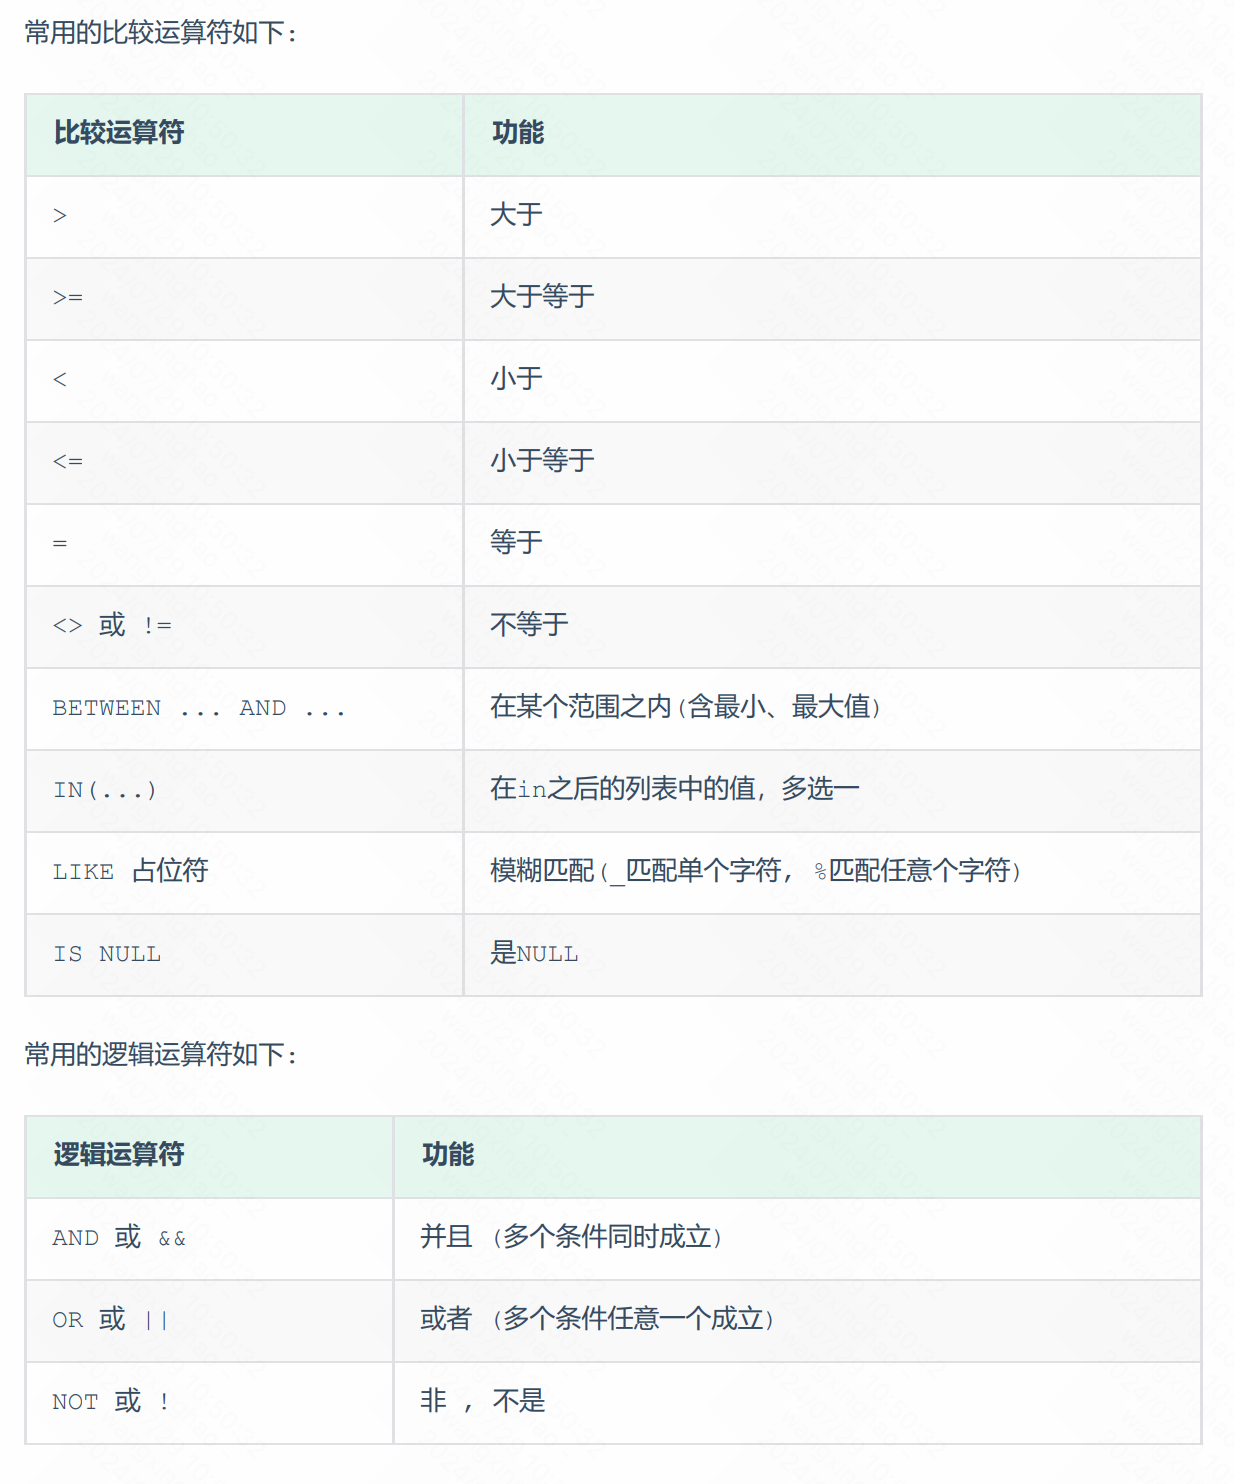 常用的比较运算符如下:
比较运算符 功能
> 大于
>= 大于等于
< 小于
<= 小于等于
= 等于
<> 或 != 不等于
BETWEEN ... AND ... 在某个范围之内(含最小、最大值)
IN(...) 在in之后的列表中的值，多选一
LIKE 占位符 模糊匹配(_匹配单个字符, %匹配任意个字符)
IS NULL 是NULL
常用的逻辑运算符如下:
逻辑运算符 功能
AND 或 && 并且 (多个条件同时成立)
OR 或 || 或者 (多个条件任意一个成立)
NOT 或 ! 非 , 不是